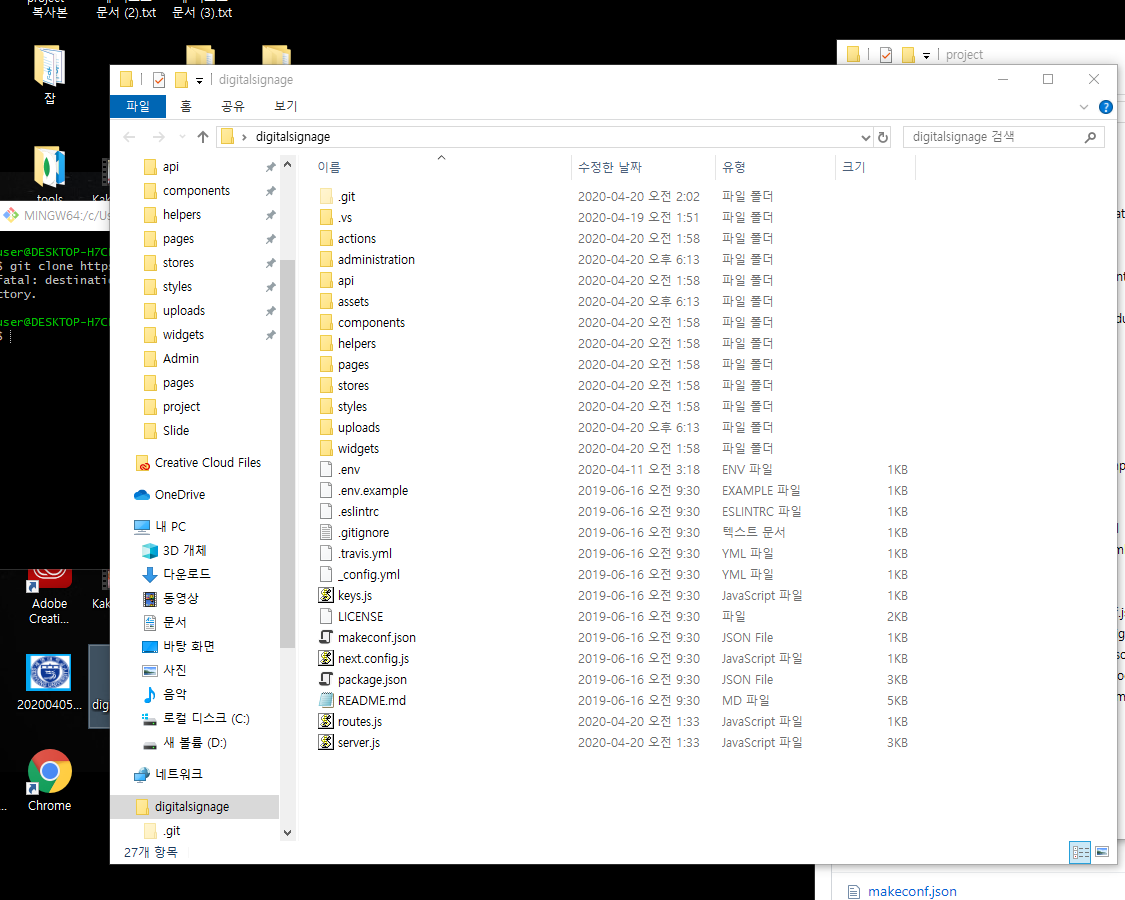 복사본
문서 (2).txt
문서 (3).txt
잡
tools
project
digitalsignage
파일 홈 공유 보기
digitalsignage
digitalsignage 검색
MINGW64:/c/Us
user@DESKTOP-H7C
$ git clone http
fatal: destinatio
ctory.
user@DESKTOP-H7C
$
api
components
helpers
pages
stores
styles
uploads
widgets
Admin
pages
project
Slide
Creative Cloud Files
OneDrive
내 PC
3D 개체
다운로드
동영상
문서
바탕 화면
사진
음악
로컬 디스크 (C:)
새 볼륨 (D:)
네트워크
digitalsignage
.git
이름 수정한 날짜 유형 크기
.git 2020-04-20 오전 2:02 파일 폴더
.vs 2020-04-19 오전 1:51 파일 폴더
actions 2020-04-20 오전 1:58 파일 폴더
administration 2020-04-20 오후 6:13 파일 폴더
api 2020-04-20 오전 1:58 파일 폴더
assets 2020-04-20 오후 6:13 파일 폴더
components 2020-04-20 오전 1:58 파일 폴더
helpers 2020-04-20 오전 1:58 파일 폴더
pages 2020-04-20 오전 1:58 파일 폴더
stores 2020-04-20 오전 1:58 파일 폴더
styles 2020-04-20 오전 1:58 파일 폴더
uploads 2020-04-20 오후 6:13 파일 폴더
widgets 2020-04-20 오전 1:58 파일 폴더
.env 2020-04-11 오전 3:18 ENV 파일 1KB
.env.example 2019-06-16 오전 9:30 EXAMPLE 파일 1KB
.eslintrc 2019-06-16 오전 9:30 ESLINTRC 파일 1KB
.gitignore 2019-06-16 오전 9:30 텍스트 문서 1KB
.travis.yml 2019-06-16 오전 9:30 YML 파일 1KB
_config.yml 2019-06-16 오전 9:30 YML 파일 1KB
keys.js 2019-06-16 오전 9:30 JavaScript 파일 1KB
LICENSE 2019-06-16 오전 9:30 파일 2KB
makeconf.json 2019-06-16 오전 9:30 JSON File 1KB
next.config.js 2019-06-16 오전 9:30 JavaScript 파일 1KB
package.json 2019-06-16 오전 9:30 JSON File 3KB
README.md 2019-06-16 오전 9:30 MD 파일 5KB
routes.js 2020-04-20 오전 1:33 JavaScript 파일 1KB
server.js 2020-04-20 오전 1:33 JavaScript 파일 3KB
27개 항목
Adobe
Creati...
Kak
20200405...
dig
Chrome
makeconf.json